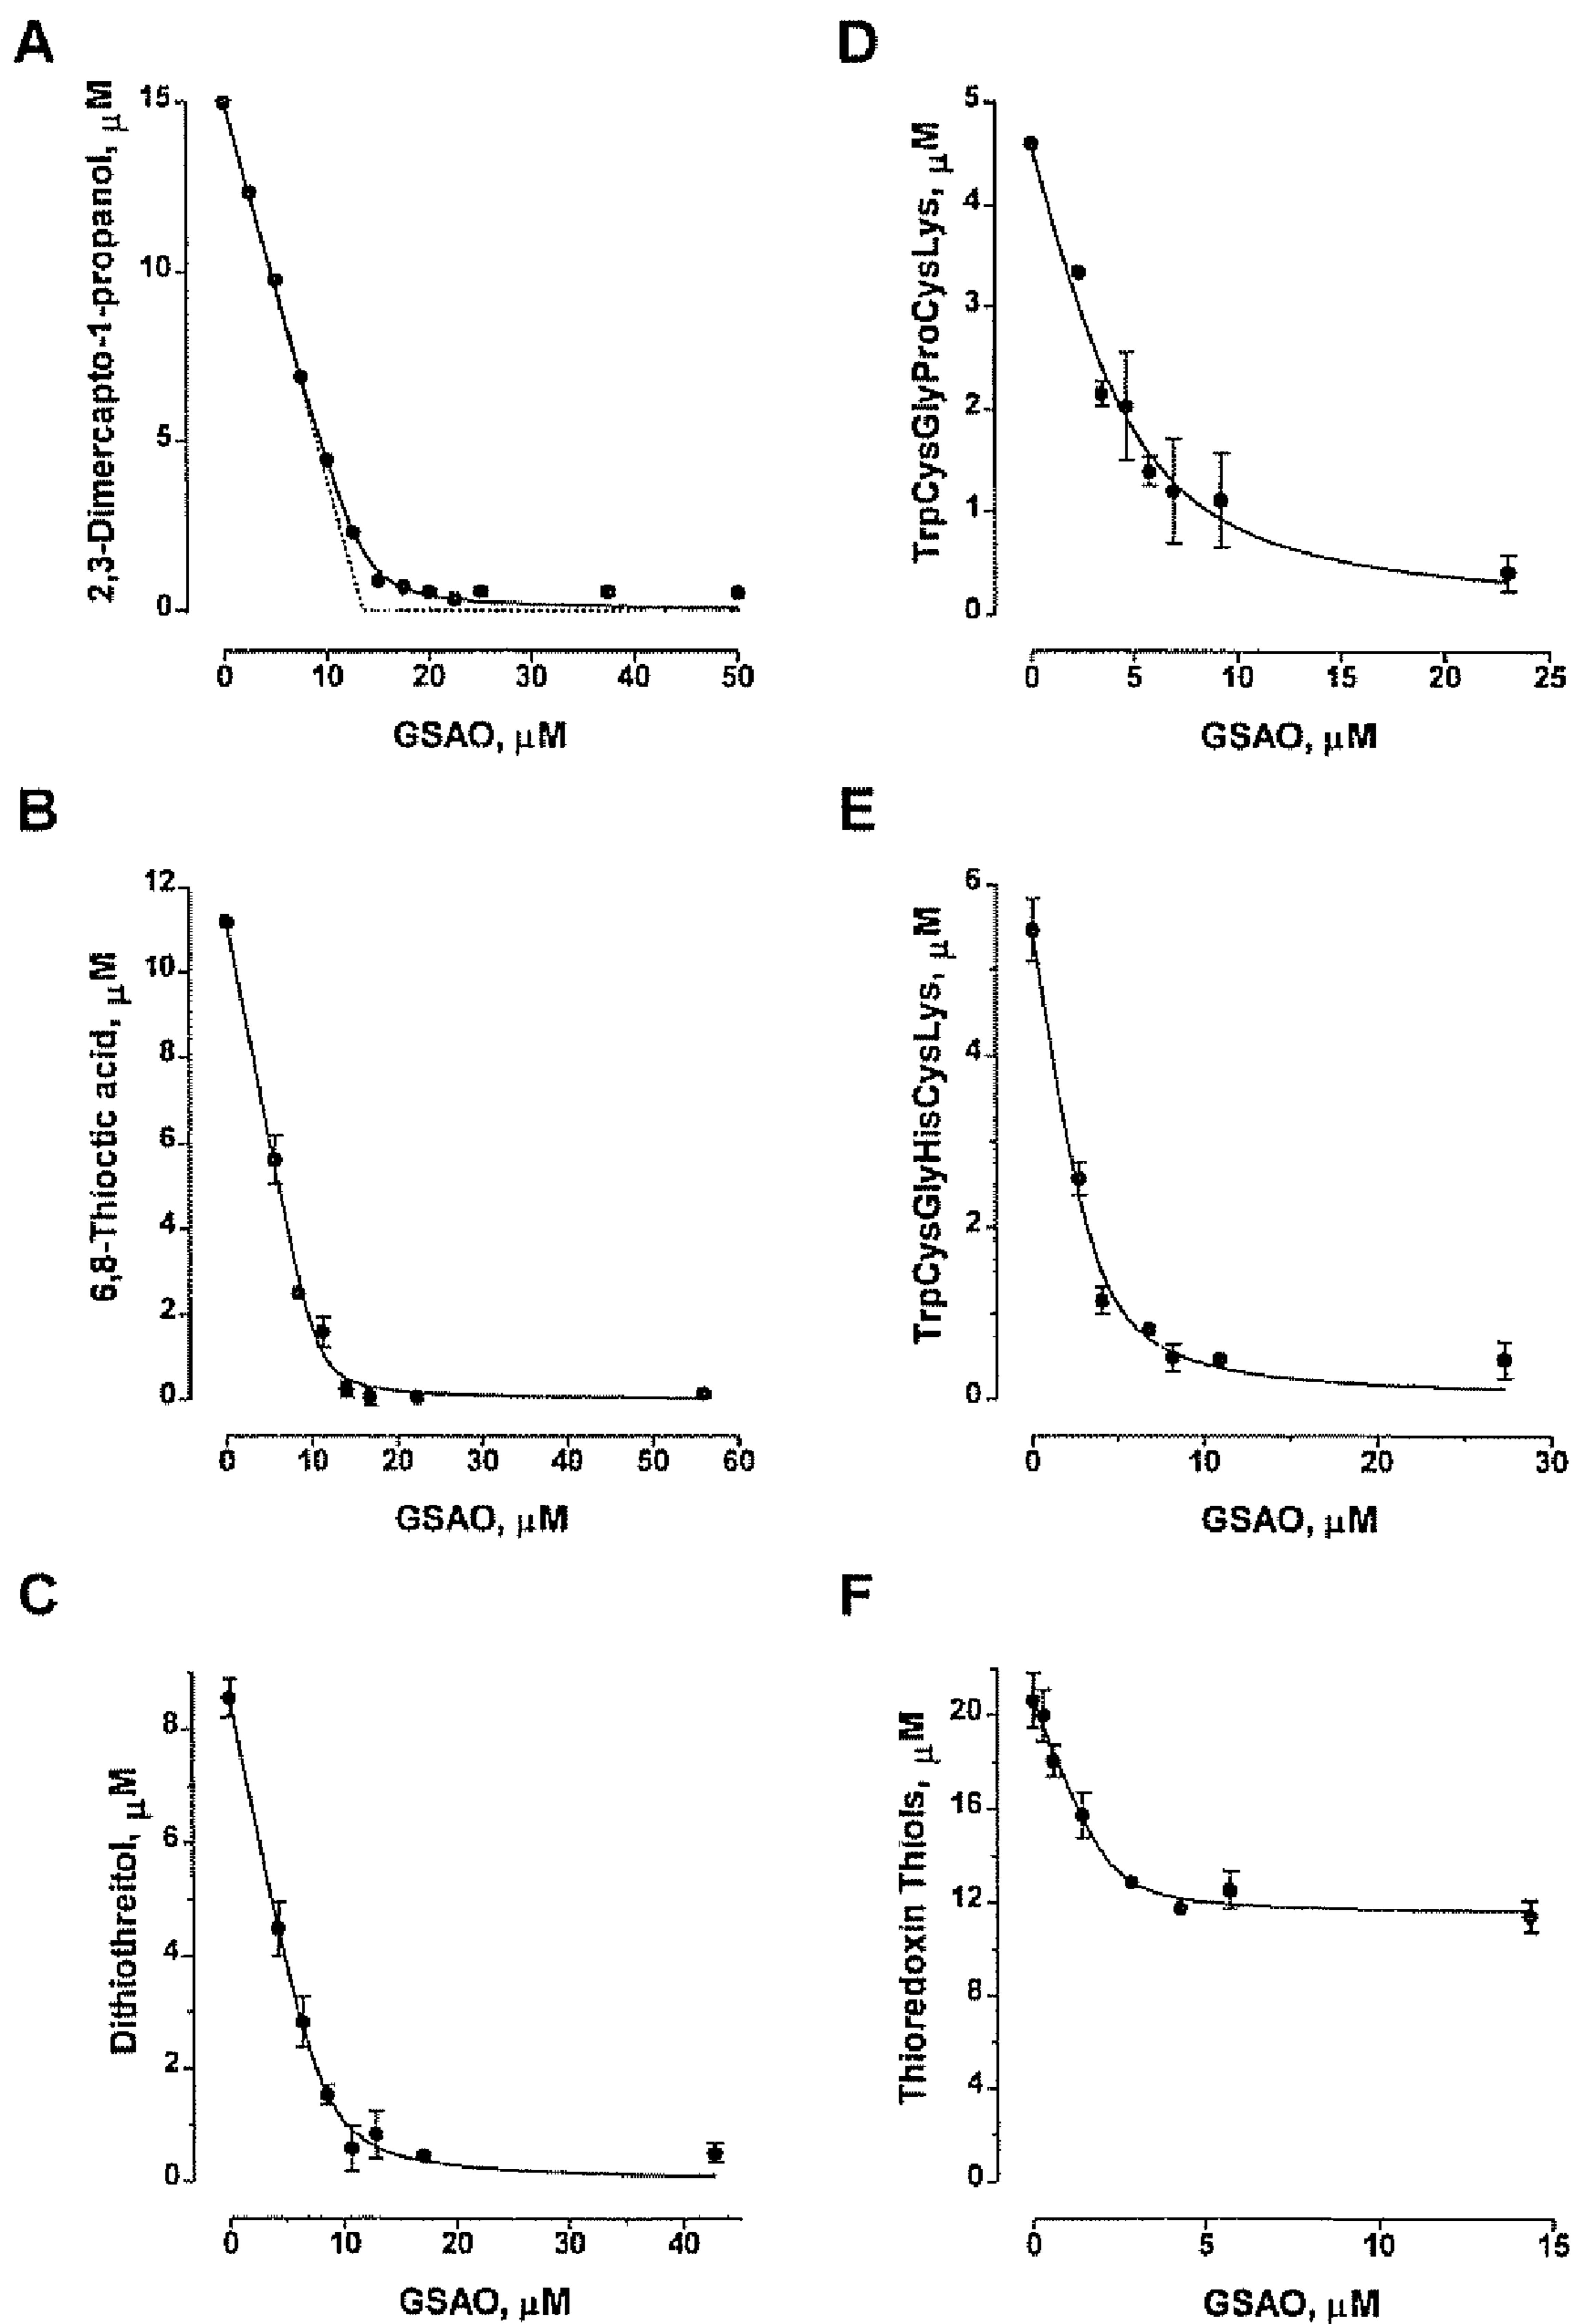 A
2,3-Dimercapto-1-propanol, μM
15
10
5
0
0 10 20 30 40 50
GSAO, μM
D
TrpCysGlyProCysLys, μM
5
4
3
2
1
0
0 5 10 15 20 25
GSAO, μM
B
6,8-Thioctic acid, μM
12
10
8
6
4
2
0
0 10 20 30 40 50 60
GSAO, μM
E
TrpCysGlyHisCysLys, μM
6
4
2
0
0 10 20 30
GSAO, μM
C
Dithiothreitol, μM
8
6
4
2
0
0 10 20 30 40
GSAO, μM
F
Thioredoxin Thiols, μM
20
16
12
8
4
0
0 5 10 15
GSAO, μM